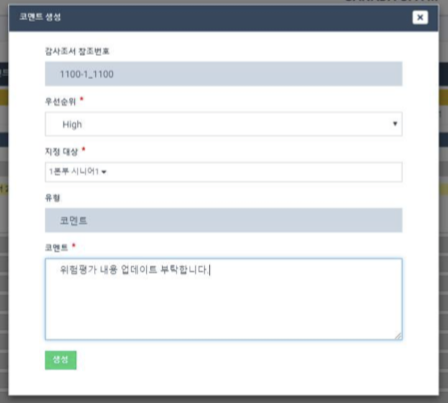 코멘트 생성
감사조서 참조번호
1100-1_1100
우선순위 *
High
지정 대상 *
1본부 시니어1
유형
코멘트
코멘트 *
위험평가 내용 업데이트 부탁합니다.
생성